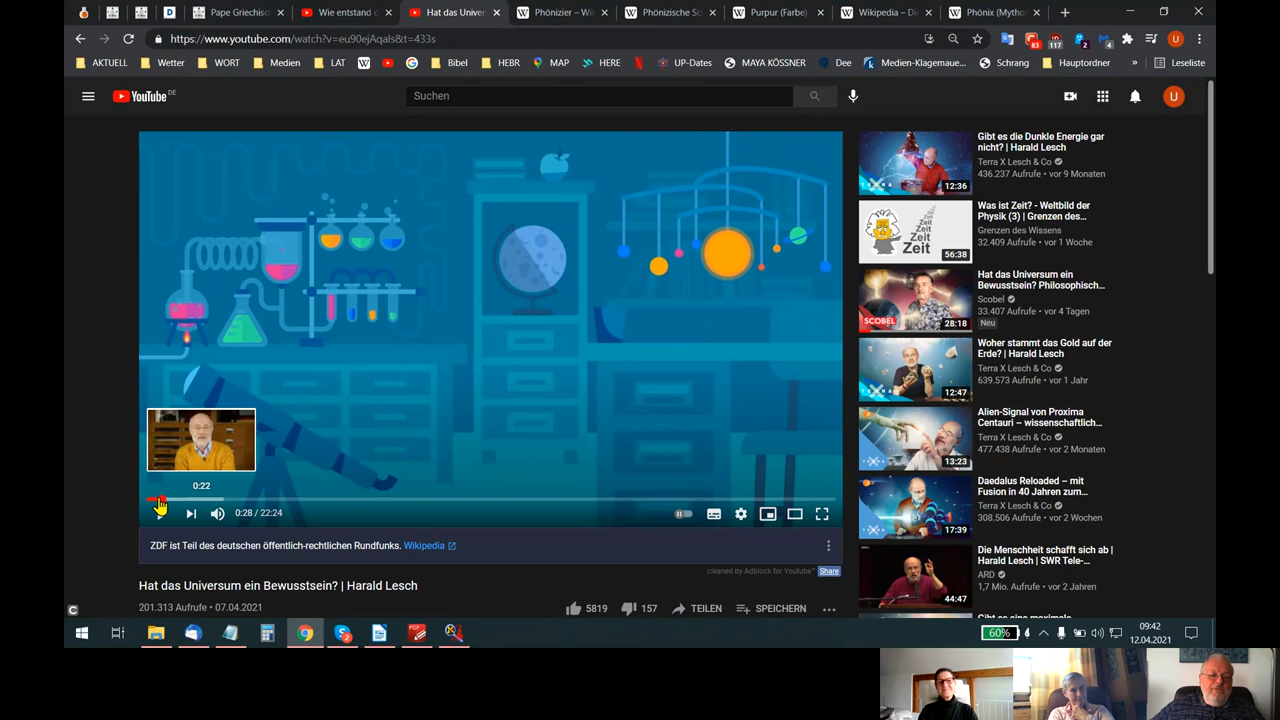 Pape Griechisc
Wie entstand d
Hat das Univer
Phönizier – Wil
Phönizische Sc
Purpur (Farbe)
Wikipedia – Die
Phönix (Mytho
https://www.youtube.com/watch?v=eu90ejAqaIs&t=433s
83
117
2
4
U
AKTUELL
Wetter
WORT
Medien
LAT
Bibel
HEBR
MAP
HERE
UP-Dates
MAYA KÖSSNER
Dee
Medien-Klagemaue...
Schrang
Hauptordner
»
Leseliste
YouTube DE
Suchen
U
Gibt es die Dunkle Energie gar
nicht? | Harald Lesch
Terra X Lesch & Co
436.237 Aufrufe • vor 9 Monaten
12:36
Was ist Zeit? - Weltbild der
Physik (3) | Grenzen des...
Grenzen des Wissens
32.409 Aufrufe • vor 1 Woche
Zeit
Zeit
Zeit
Zeit
56:38
Hat das Universum ein
Bewusstsein? Philosophisch...
Scobel
33.407 Aufrufe • vor 4 Tagen
Neu
SCOBEL
28:18
Woher stammt das Gold auf der
Erde? | Harald Lesch
Terra X Lesch & Co
639.573 Aufrufe • vor 1 Jahr
12:47
Alien-Signal von Proxima
Centauri – wissenschaftlich...
Terra X Lesch & Co
477.438 Aufrufe • vor 2 Monaten
13:23
Daedalus Reloaded – mit
Fusion in 40 Jahren zum...
Terra X Lesch & Co
308.506 Aufrufe • vor 2 Wochen
17:39
Die Menschheit schafft sich ab |
Harald Lesch | SWR Tele-...
ARD
1,7 Mio. Aufrufe • vor 2 Jahren
44:47
0:22
0:28 / 22:24
ZDF ist Teil des deutschen öffentlich-rechtlichen Rundfunks. Wikipedia
cleaned by Adblock for Youtube™ Share
Hat das Universum ein Bewusstsein? | Harald Lesch
201.313 Aufrufe • 07.04.2021
5819
157
TEILEN
SPEICHERN
60%
09:42
12.04.2021